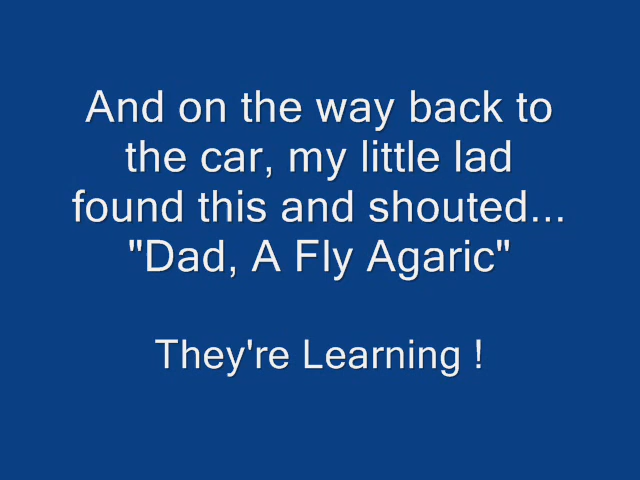 And on the way back to
the car, my little lad
found this and shouted...
"Dad, A Fly Agaric"
They're Learning !